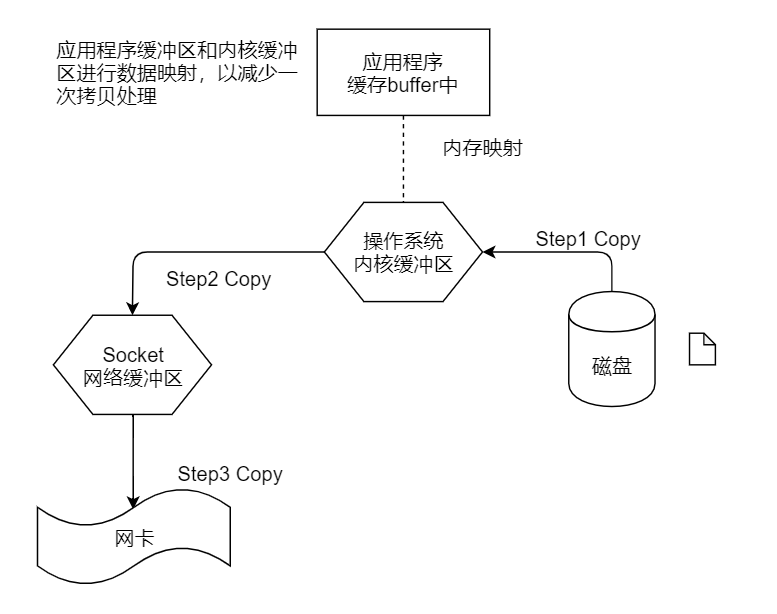 应用程序缓冲区和内核缓冲
区进行数据映射，以减少一
次拷贝处理
应用程序
缓存buffer中
内存映射
操作系统
内核缓冲区
Step1 Copy
Step2 Copy
Socket
网络缓冲区
磁盘
Step3 Copy
网卡